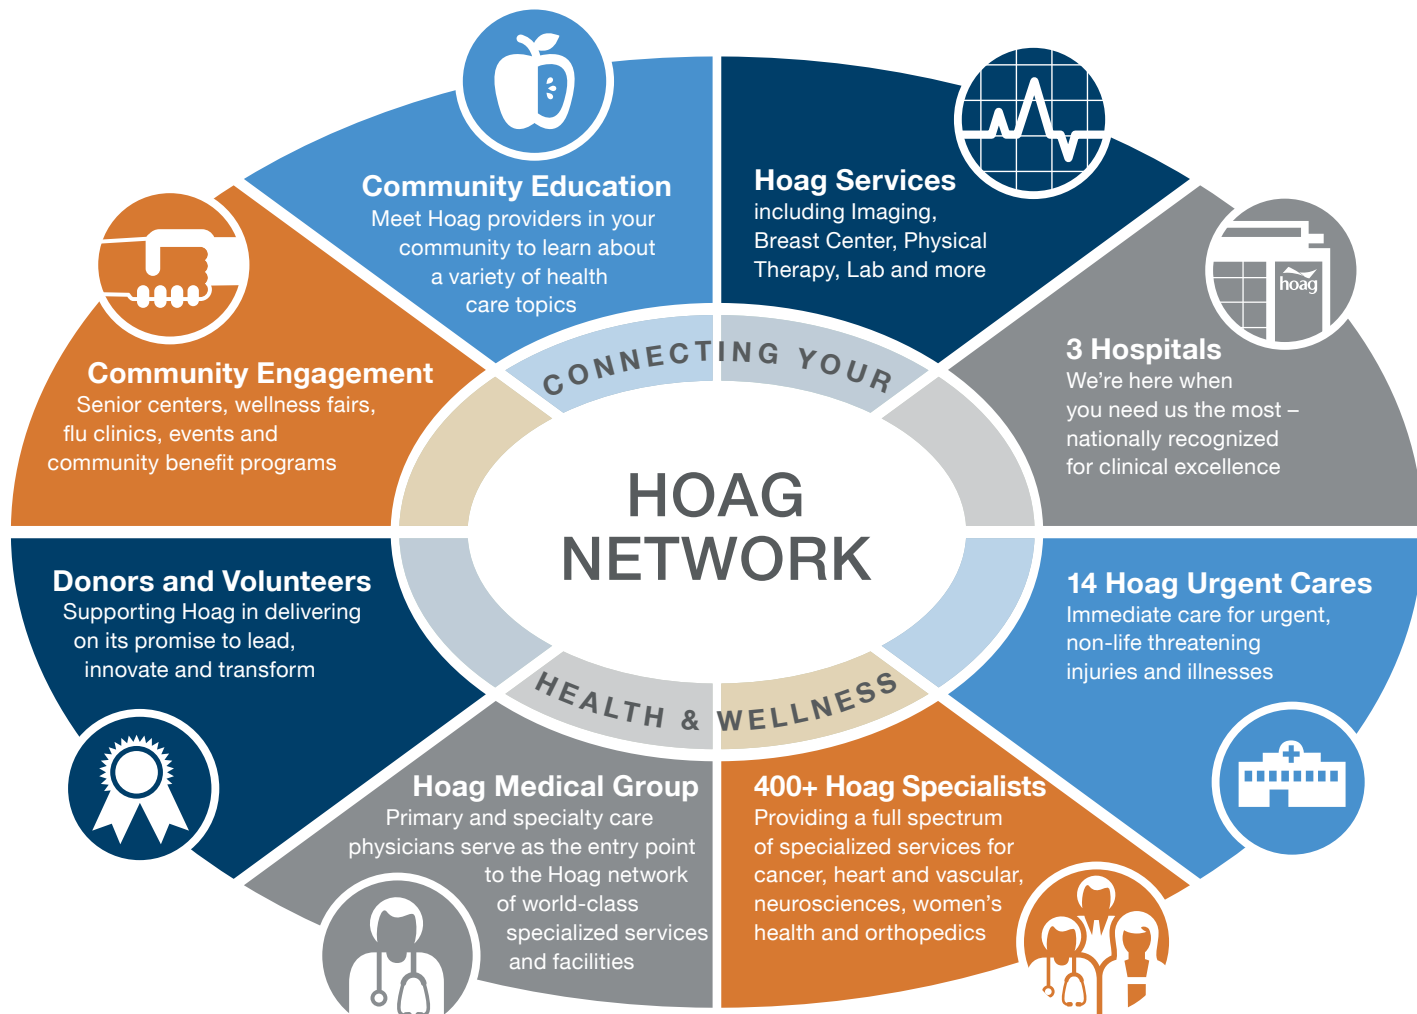 Community Education
Meet Hoag providers in your
community to learn about
a variety of health
care topics
Hoag Services
including Imaging,
Breast Center, Physical
Therapy, Lab and more
hoag
3 Hospitals
We’re here when
you need us the most –
nationally recognized
for clinical excellence
Community Engagement
Senior centers, wellness fairs,
flu clinics, events and
community benefit programs
CONNECTING YOUR
HOAG
NETWORK
HEALTH & WELLNESS
Donors and Volunteers
Supporting Hoag in delivering
on its promise to lead,
innovate and transform
14 Hoag Urgent Cares
Immediate care for urgent,
non-life threatening
injuries and illnesses
Hoag Medical Group
Primary and specialty care
physicians serve as the entry point
to the Hoag network
of world-class
specialized services
and facilities
400+ Hoag Specialists
Providing a full spectrum
of specialized services for
cancer, heart and vascular,
neurosciences, women’s
health and orthopedics